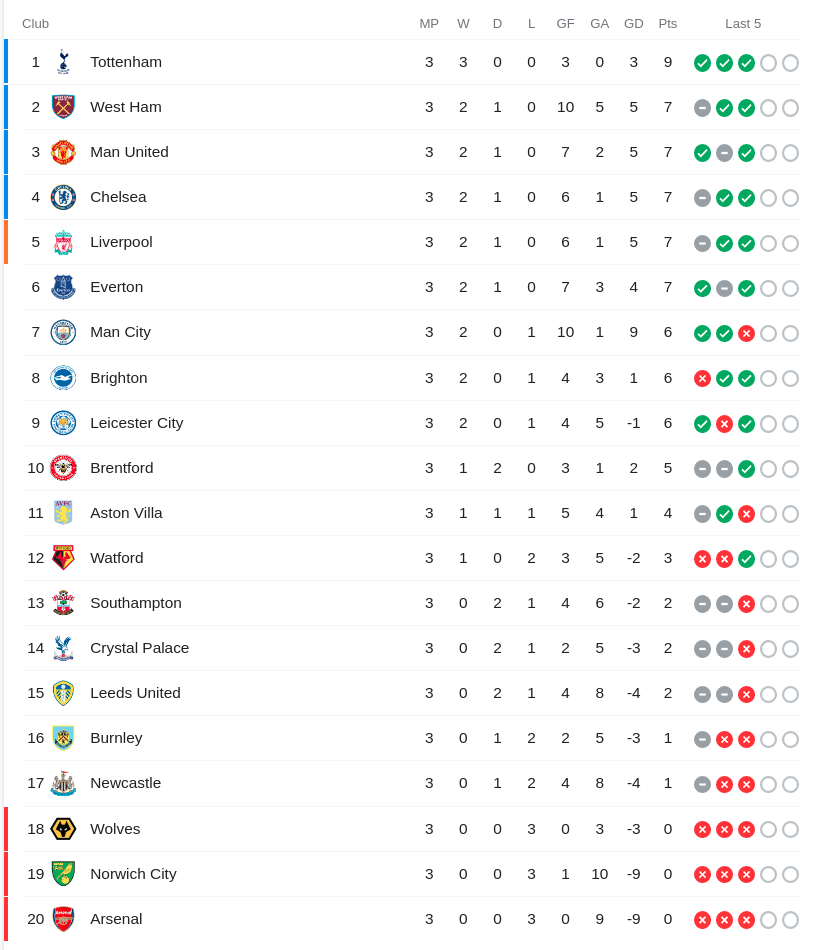 Club MP W D L GF GA GD Pts Last 5
1 Tottenham 3 3 0 0 3 0 3 9
2 West Ham 3 2 1 0 10 5 5 7
3 Man United 3 2 1 0 7 2 5 7
4 Chelsea 3 2 1 0 6 1 5 7
5 Liverpool 3 2 1 0 6 1 5 7
6 Everton 3 2 1 0 7 3 4 7
7 Man City 3 2 0 1 10 1 9 6
8 Brighton 3 2 0 1 4 3 1 6
9 Leicester City 3 2 0 1 4 5 -1 6
10 Brentford 3 1 2 0 3 1 2 5
11 Aston Villa 3 1 1 1 5 4 1 4
12 Watford 3 1 0 2 3 5 -2 3
13 Southampton 3 0 2 1 4 6 -2 2
14 Crystal Palace 3 0 2 1 2 5 -3 2
15 Leeds United 3 0 2 1 4 8 -4 2
16 Burnley 3 0 1 2 2 5 -3 1
17 Newcastle 3 0 1 2 4 8 -4 1
18 Wolves 3 0 0 3 0 3 -3 0
19 Norwich City 3 0 0 3 1 10 -9 0
20 Arsenal 3 0 0 3 0 9 -9 0